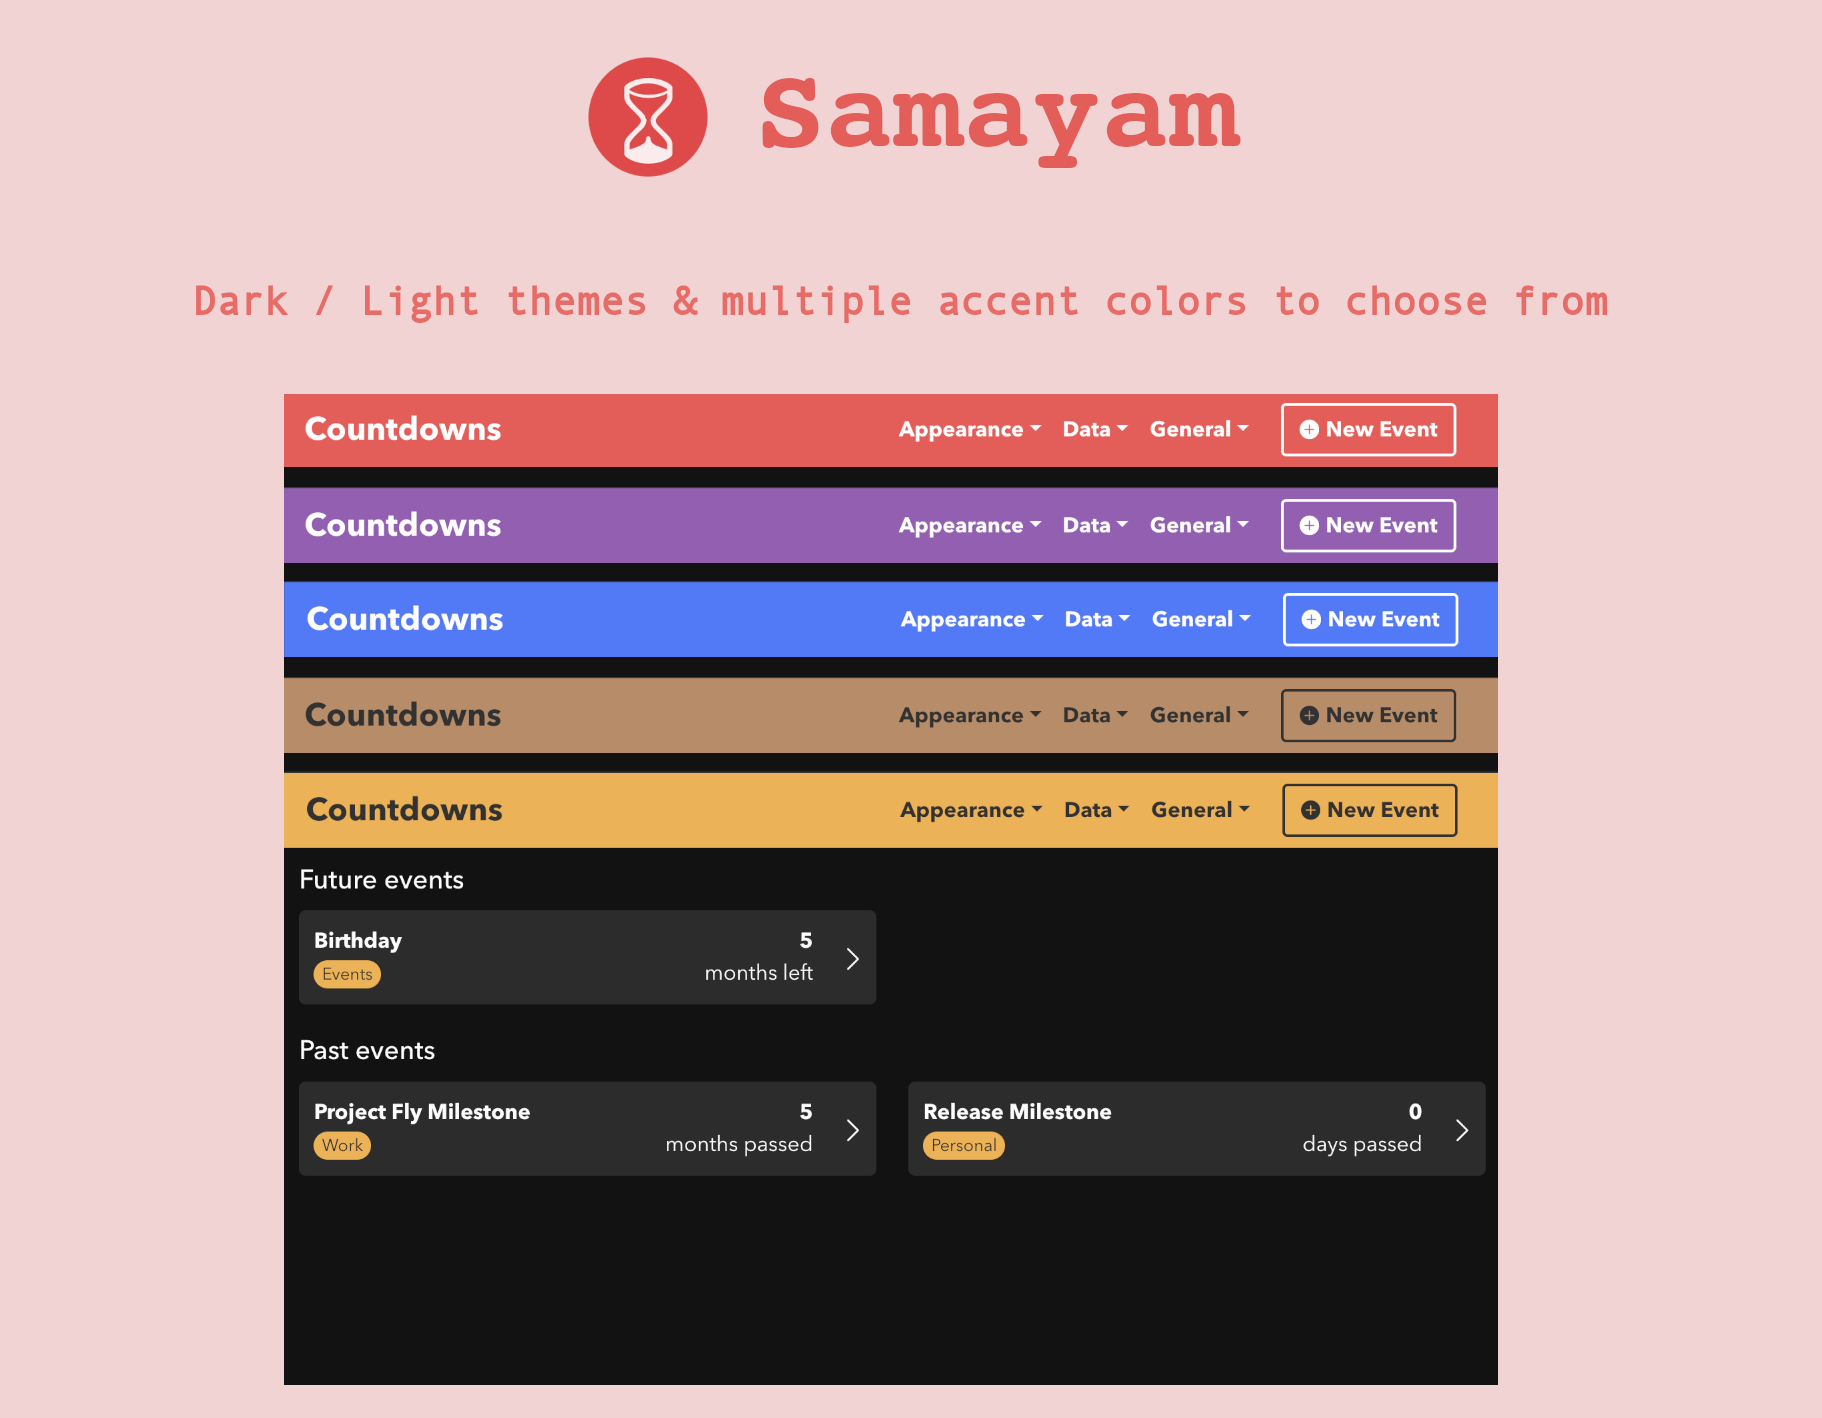 Samayam
Dark / Light themes & multiple accent colors to choose from
Countdowns Appearance Data General New Event
Countdowns Appearance Data General New Event
Countdowns Appearance Data General New Event
Countdowns Appearance Data General New Event
Countdowns Appearance Data General New Event
Future events
Birthday 5
Events months left
Past events
Project Fly Milestone 5
Work months passed
Release Milestone 0
Personal days passed